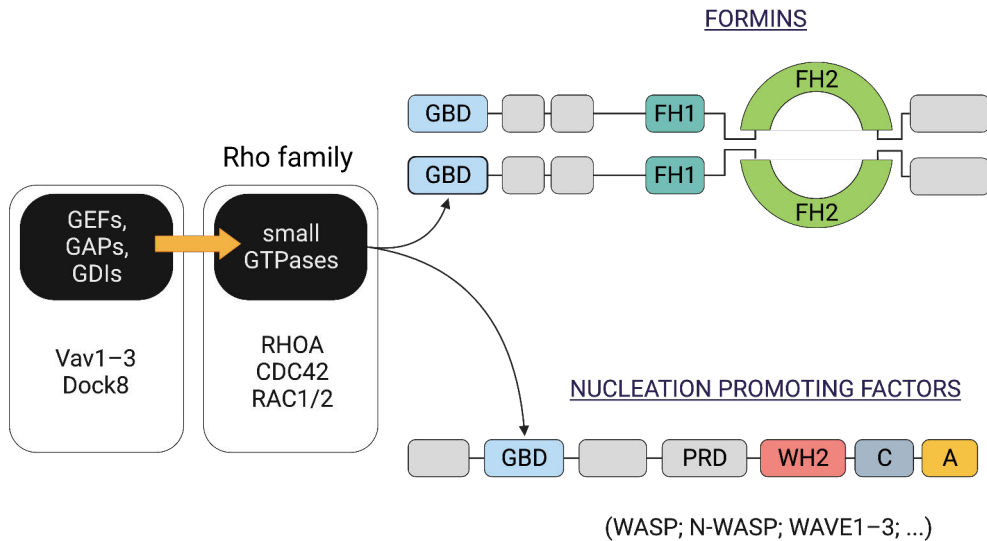 FORMINS
FH2
GBD
FH1
GBD
FH1
FH2
Rho family
GEFs,
GAPs,
GDIs
small
GTPases
Vav1–3
Dock8
RHOA
CDC42
RAC1/2
NUCLEATION PROMOTING FACTORS
GBD
PRD
WH2
C
A
(WASP; N-WASP; WAVE1–3; ...)